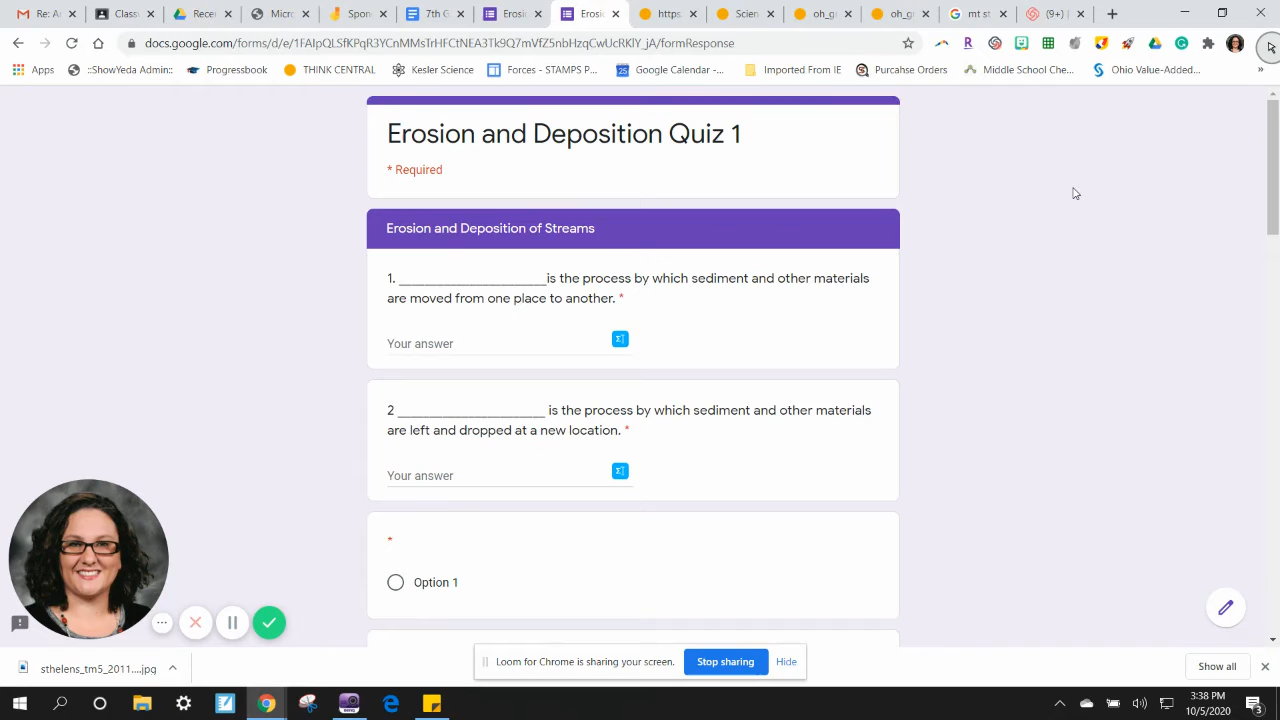 Re: A
Clas
Rece
Micro
Spon
7th G
Erosi
Erosi
https:
Scien
oh_g
oh_g
mt st
(9+) |
docs.google.com/forms/d/e/
/formResponse
Apps
::ShowYeda Admin::
Progressbook
THINK CENTRAL
Kesler Science
Forces - STAMPS P...
Google Calendar -...
Imported From IE
Purcahse Orders
Middle School Che...
Ohio Value-Added...
»
Erosion and Deposition Quiz 1
* Required
Erosion and Deposition of Streams
1. ______________________is the process by which sediment and other materials
are moved from one place to another. *
Your answer
2 ______________________ is the process by which sediment and other materials
are left and dropped at a new location. *
Your answer
*
Option 1
Loom for Chrome is sharing your screen.
Stop sharing
Hide
sthelens_tm5_2011....jpg
Show all
3:38 PM
10/5/2020
3